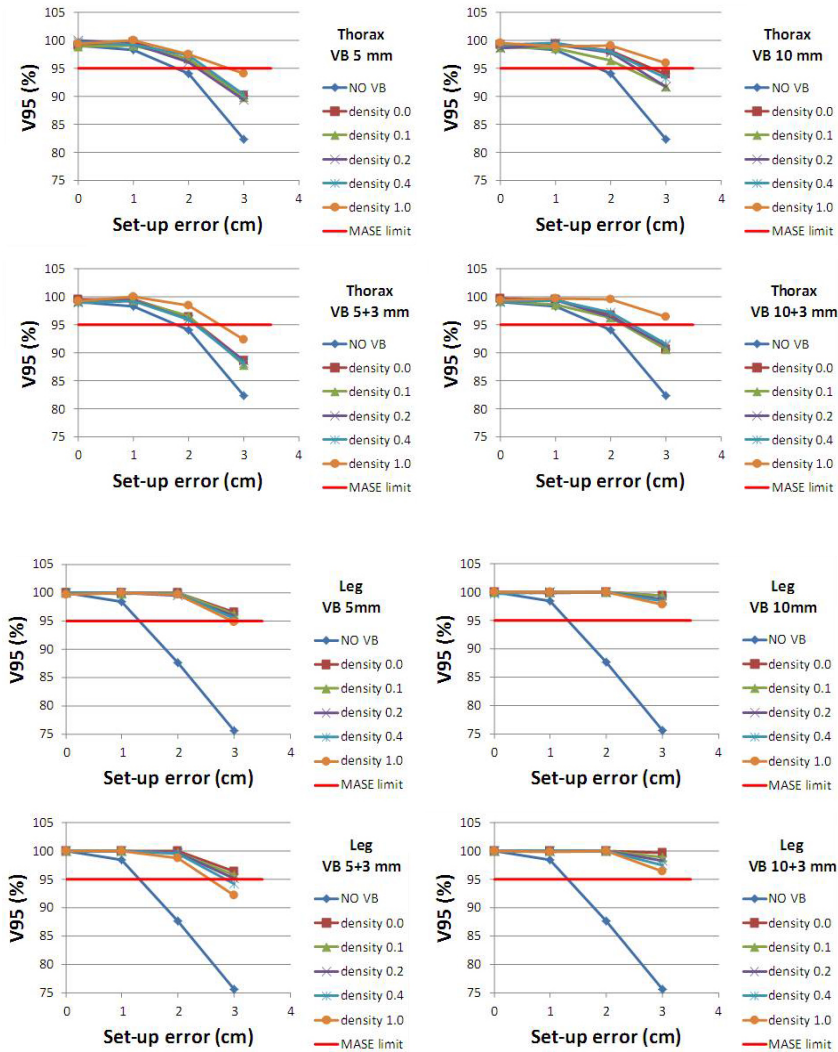 Thorax
VB 5 mm
V95 (%)
105
100
95
90
85
80
75
0 1 2 3 4
Set-up error (cm)
NO VB
density 0.0
density 0.1
density 0.2
density 0.4
density 1.0
MASE limit
Thorax
VB 10 mm
V95 (%)
105
100
95
90
85
80
75
0 1 2 3 4
Set-up error (cm)
NO VB
density 0.0
density 0.1
density 0.2
density 0.4
density 1.0
MASE limit
Thorax
VB 5+3 mm
V95 (%)
105
100
95
90
85
80
75
0 1 2 3 4
Set-up error (cm)
NO VB
density 0.0
density 0.1
density 0.2
density 0.4
density 1.0
MASE limit
Thorax
VB 10+3 mm
V95 (%)
105
100
95
90
85
80
75
0 1 2 3 4
Set-up error (cm)
NO VB
density 0.0
density 0.1
density 0.2
density 0.4
density 1.0
MASE limit
Leg
VB 5mm
V95 (%)
105
100
95
90
85
80
75
0 1 2 3 4
Set-up error (cm)
NO VB
density 0.0
density 0.1
density 0.2
density 0.4
density 1.0
MASE limit
Leg
VB 10mm
V95 (%)
105
100
95
90
85
80
75
0 1 2 3 4
Set-up error (cm)
NO VB
density 0.0
density 0.1
density 0.2
density 0.4
density 1.0
MASE limit
Leg
VB 5+3 mm
V95 (%)
105
100
95
90
85
80
75
0 1 2 3 4
Set-up error (cm)
NO VB
density 0.0
density 0.1
density 0.2
density 0.4
density 1.0
MASE limit
Leg
VB 10+3 mm
V95 (%)
105
100
95
90
85
80
75
0 1 2 3 4
Set-up error (cm)
NO VB
density 0.0
density 0.1
density 0.2
density 0.4
density 1.0
MASE limit